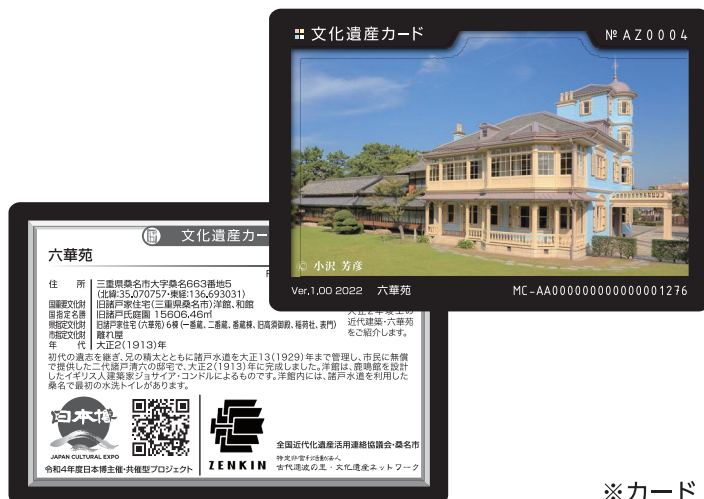 文化遺産カード
№AZ0004
© 小沢 芳彦
Ver,1,00 2022 六華苑
MC-AA0000000000000001276
文化遺産カー
六華苑
住 所 三重県桑名市大字桑名663番地5
(北緯:35,070757・東経:136,693031)
国重要文化財 旧諸戸家住宅(三重県桑名市)洋館、和館
国指定名勝 旧諸戸氏庭園 15606.46㎡
県指定文化財 旧諸戸家住宅(六華苑)6棟(一番蔵、二番蔵、番蔵棟、旧高須御殿、稲荷社、表門)
市指定文化財 離れ屋
年 代 大正2(1913)年
近代建築・六華苑
をご紹介します。
初代の遺志を継ぎ、兄の精太とともに諸戸水道を大正13(1929)年まで管理し、市民に無償
で提供した二代諸戸清六の邸宅で、大正2(1913)年に完成しました。洋館は、鹿鳴館を設計
したイギリス人建築家ジョサイア・コンドルによるものです。洋館内には、諸戸水道を利用した
桑名で最初の水洗トイレがあります。
日本博
JAPAN CULTURAL EXPO
令和4年度日本博主催・共催型プロジェクト
ZENKIN
全国近代化遺産活用連絡協議会・桑名市
特定非営利活動法人
古代邇波の里・文化遺産ネットワーク
※カード